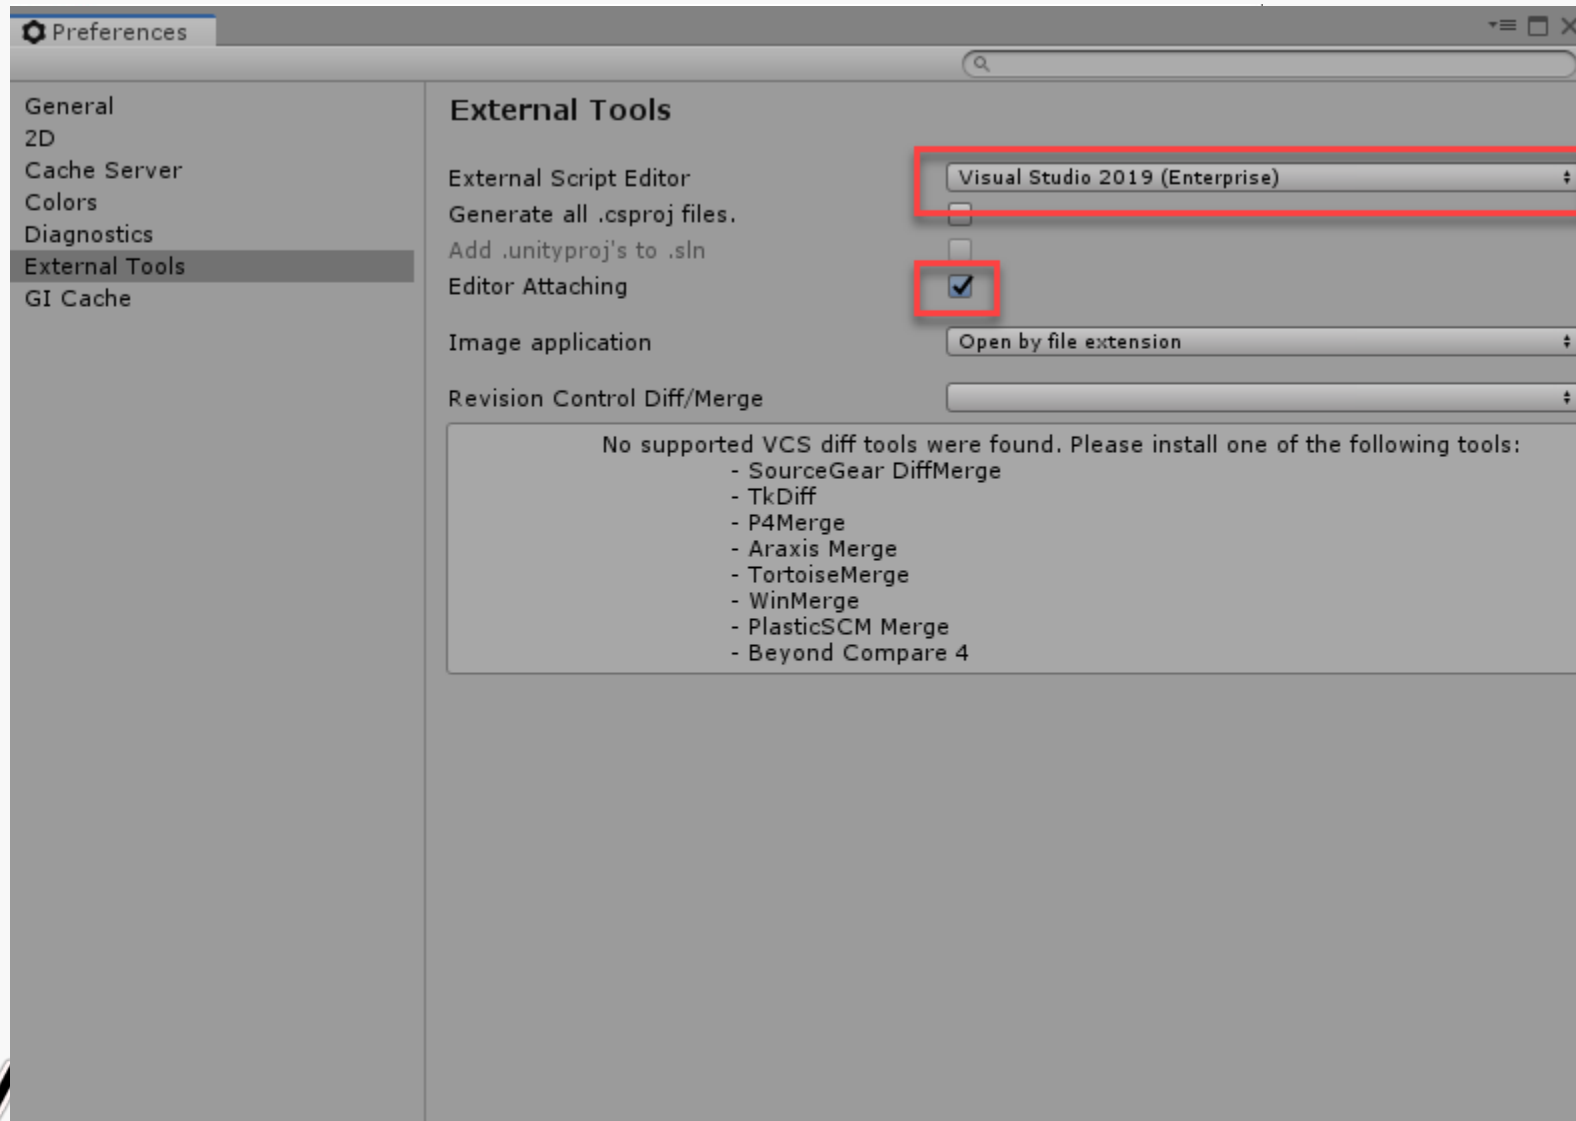 Preferences
General
2D
Cache Server
Colors
Diagnostics
External Tools
GI Cache
External Tools
External Script Editor Visual Studio 2019 (Enterprise)
Generate all .csproj files.
Add .unityproj's to .sln
Editor Attaching
Image application Open by file extension
Revision Control Diff/Merge
No supported VCS diff tools were found. Please install one of the following tools:
- SourceGear DiffMerge
- TkDiff
- P4Merge
- Araxis Merge
- TortoiseMerge
- WinMerge
- PlasticSCM Merge
- Beyond Compare 4